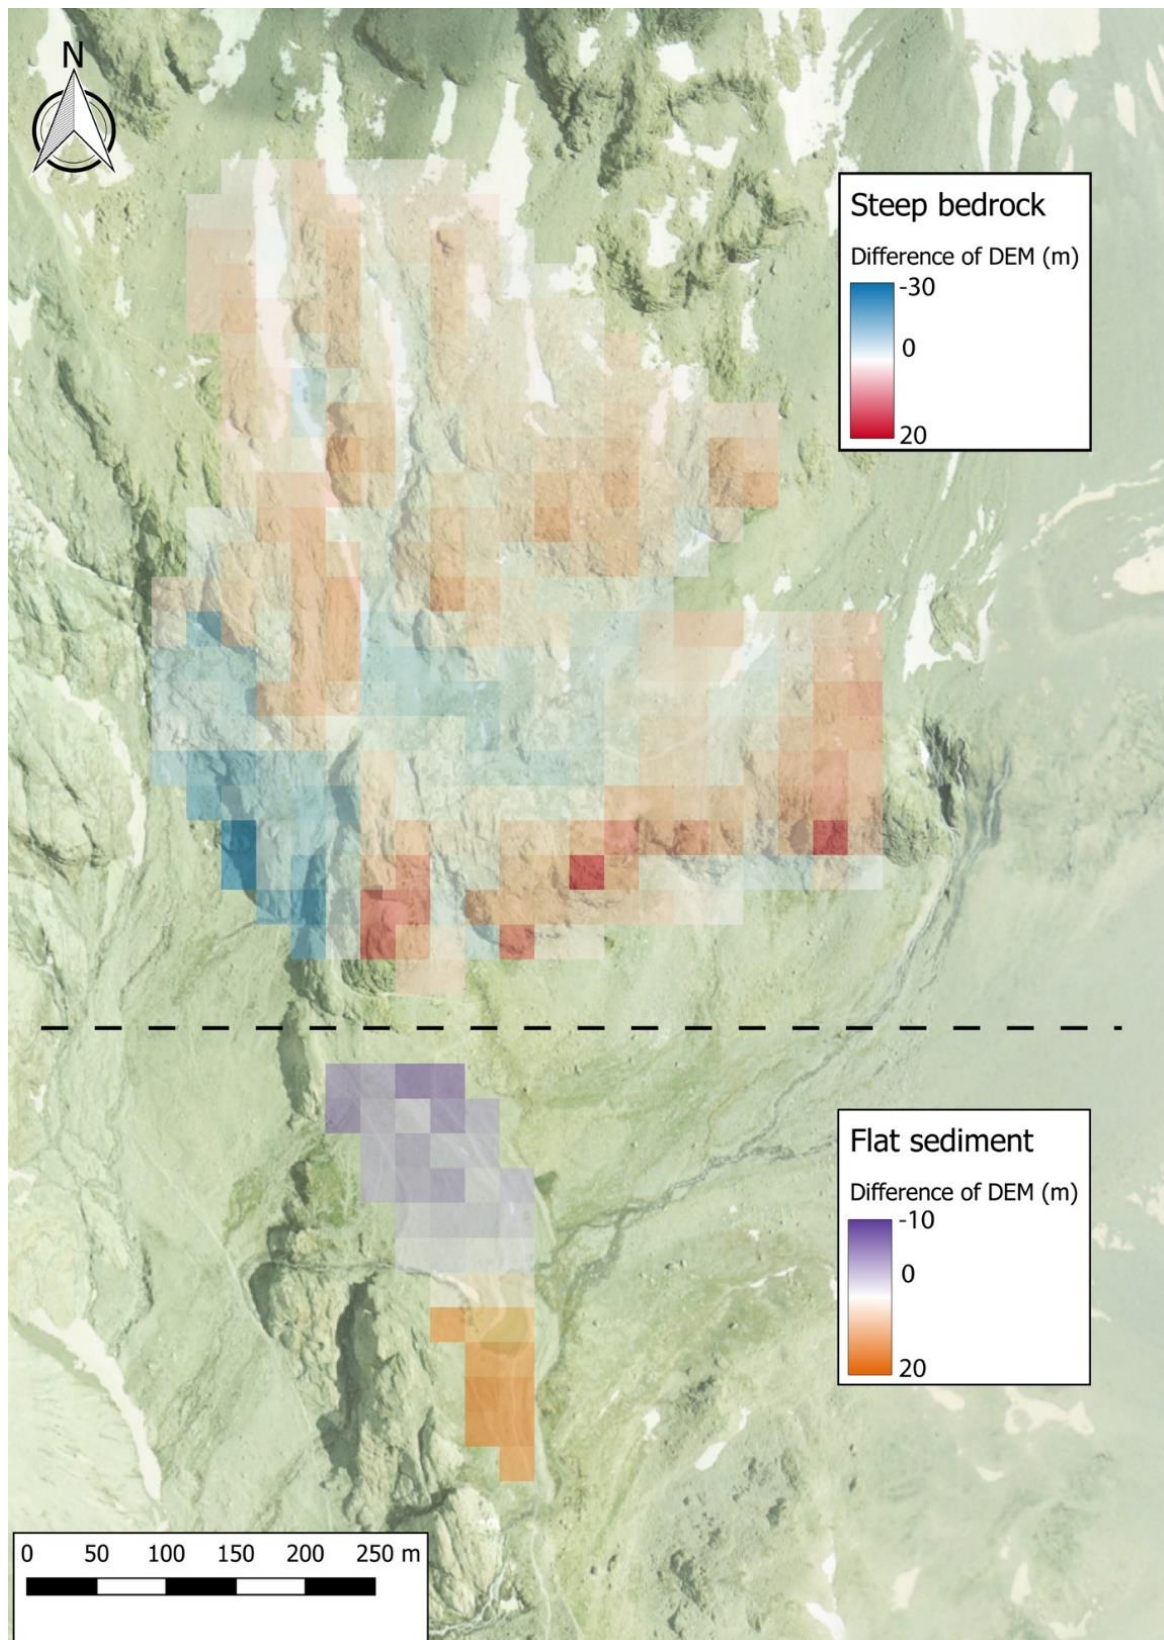 N
Steep bedrock
Difference of DEM (m)
-30
0
20
Flat sediment
Difference of DEM (m)
-10
0
20
0 50 100 150 200 250 m